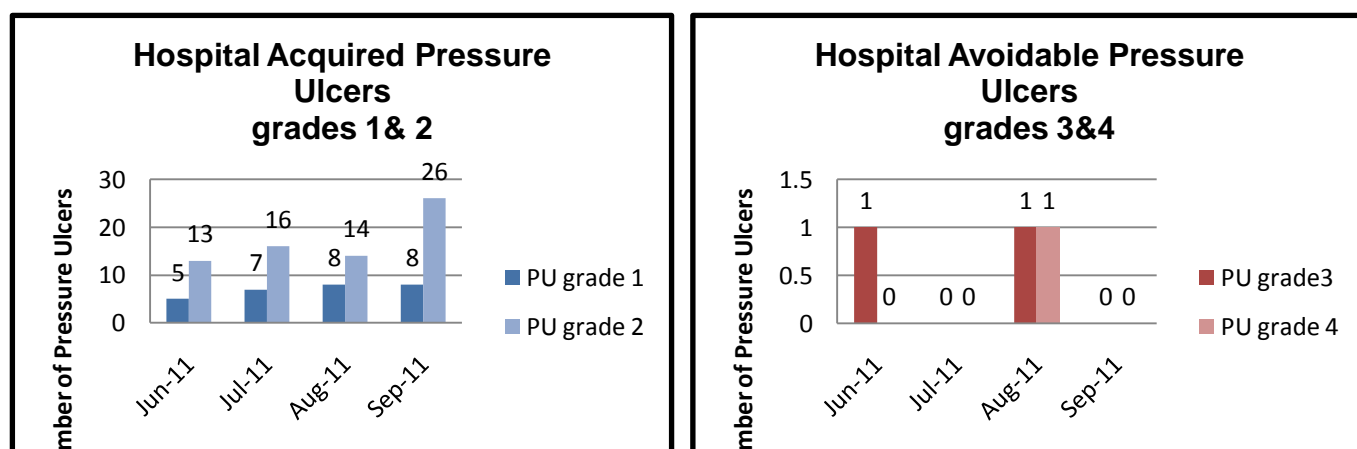 Hospital Acquired Pressure
Ulcers
grades 1& 2
mber of Pressure Ulcers
30
20
10
0
5
13
7
16
8
14
8
26
Jun-11
Jul-11
Aug-11
Sep-11
PU grade 1
PU grade 2
Hospital Avoidable Pressure
Ulcers
grades 3&4
mber of Pressure Ulcers
1.5
1
0.5
0
1
0
0
0
1
1
0
0
Jun-11
Jul-11
Aug-11
Sep-11
PU grade3
PU grade 4